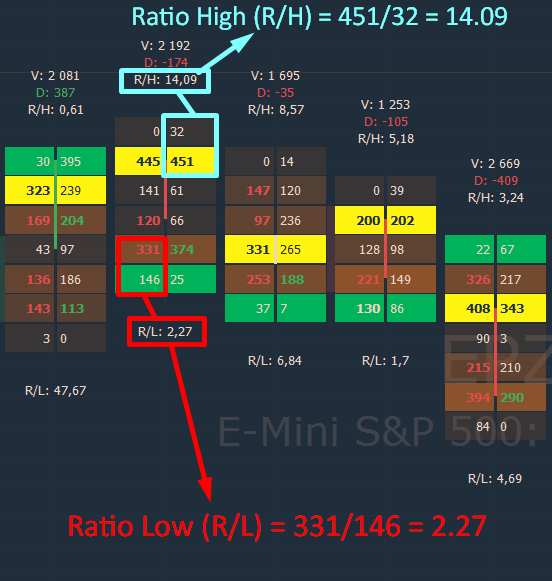 Ratio High (R/H) = 451/32 = 14.09
V: 2 081
D: 387
R/H: 0,61
30 395
323 239
169 204
43 97
136 186
143 113
3 0
R/L: 47,67
V: 2 192
D: -174
R/H: 14,09
0 32
445 451
141 61
120 66
331 374
146 25
R/L: 2,27
V: 1 695
D: -35
R/H: 8,57
0 14
147 120
97 236
331 265
253 188
37 7
R/L: 6,84
V: 1 253
D: -105
R/H: 5,18
0 39
200 202
128 98
221 149
130 86
R/L: 1,7
V: 2 669
D: -409
R/H: 3,24
22 67
326 217
408 343
90 3
215 210
394 290
84 0
R/L: 4,69
EPZ
E-Mini S&P 500:
Ratio Low (R/L) = 331/146 = 2.27